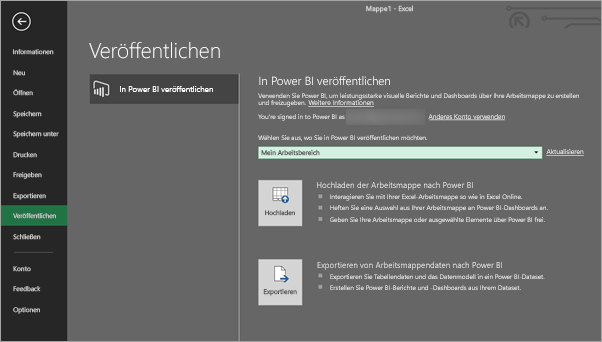 Mappe1 - Excel
Informationen
Neu
Öffnen
Speichern
Speichern unter
Drucken
Freigeben
Exportieren
Veröffentlichen
Schließen
Konto
Feedback
Optionen
Veröffentlichen
In Power BI veröffentlichen
In Power BI veröffentlichen
Verwenden Sie Power BI, um leistungsstarke visuelle Berichte und Dashboards über Ihre Arbeitsmappe zu erstellen
und freizugeben. Weitere Informationen
You're signed in to Power BI as Anderes Konto verwenden
Wählen Sie aus, wo Sie in Power BI veröffentlichen möchten.
Mein Arbeitsbereich Aktualisieren
Hochladen
Hochladen der Arbeitsmappe nach Power BI
Interagieren Sie mit Ihrer Excel-Arbeitsmappe so wie in Excel Online.
Heften Sie eine Auswahl aus Ihrer Arbeitsmappe an Power BI-Dashboards an.
Geben Sie Ihre Arbeitsmappe oder ausgewählte Elemente über Power BI frei.
Exportieren
Exportieren von Arbeitsmappendaten nach Power BI
Exportieren Sie Tabellendaten und das Datenmodell in ein Power BI-Dataset.
Erstellen Sie Power BI-Berichte und -Dashboards aus Ihrem Dataset.